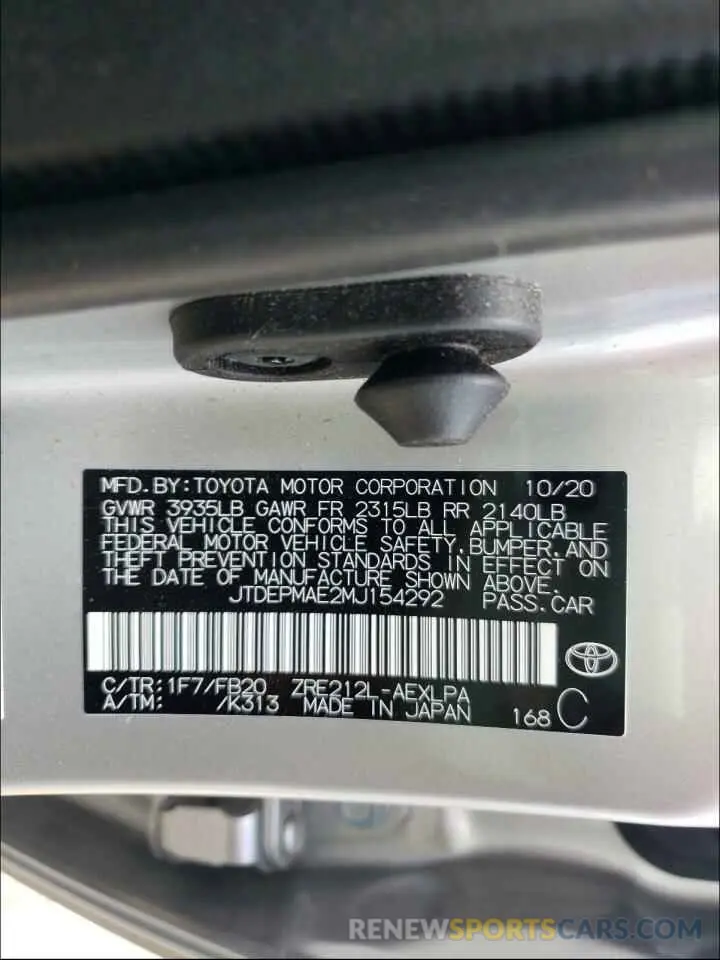 MFD.BY:TOYOTA MOTOR CORPORATION 10/20
GVWR 3935LB GAWR FR 2315LB RR 2140LB
THIS VEHICLE CONFORMS TO ALL APPLICABLE
FEDERAL MOTOR VEHICLE SAFETY,BUMPER,AND
THEFT PREVENTION STANDARDS IN EFFECT ON
THE DATE OF MANUFACTURE SHOWN ABOVE.
JTDEPMAE2MJ154292 PASS.CAR
C/TR:1F7/FB20 ZRE212L-AEXLPA
A/TM: /K313 MADE IN JAPAN 168 C
RENEWSPORTSCARS.COM